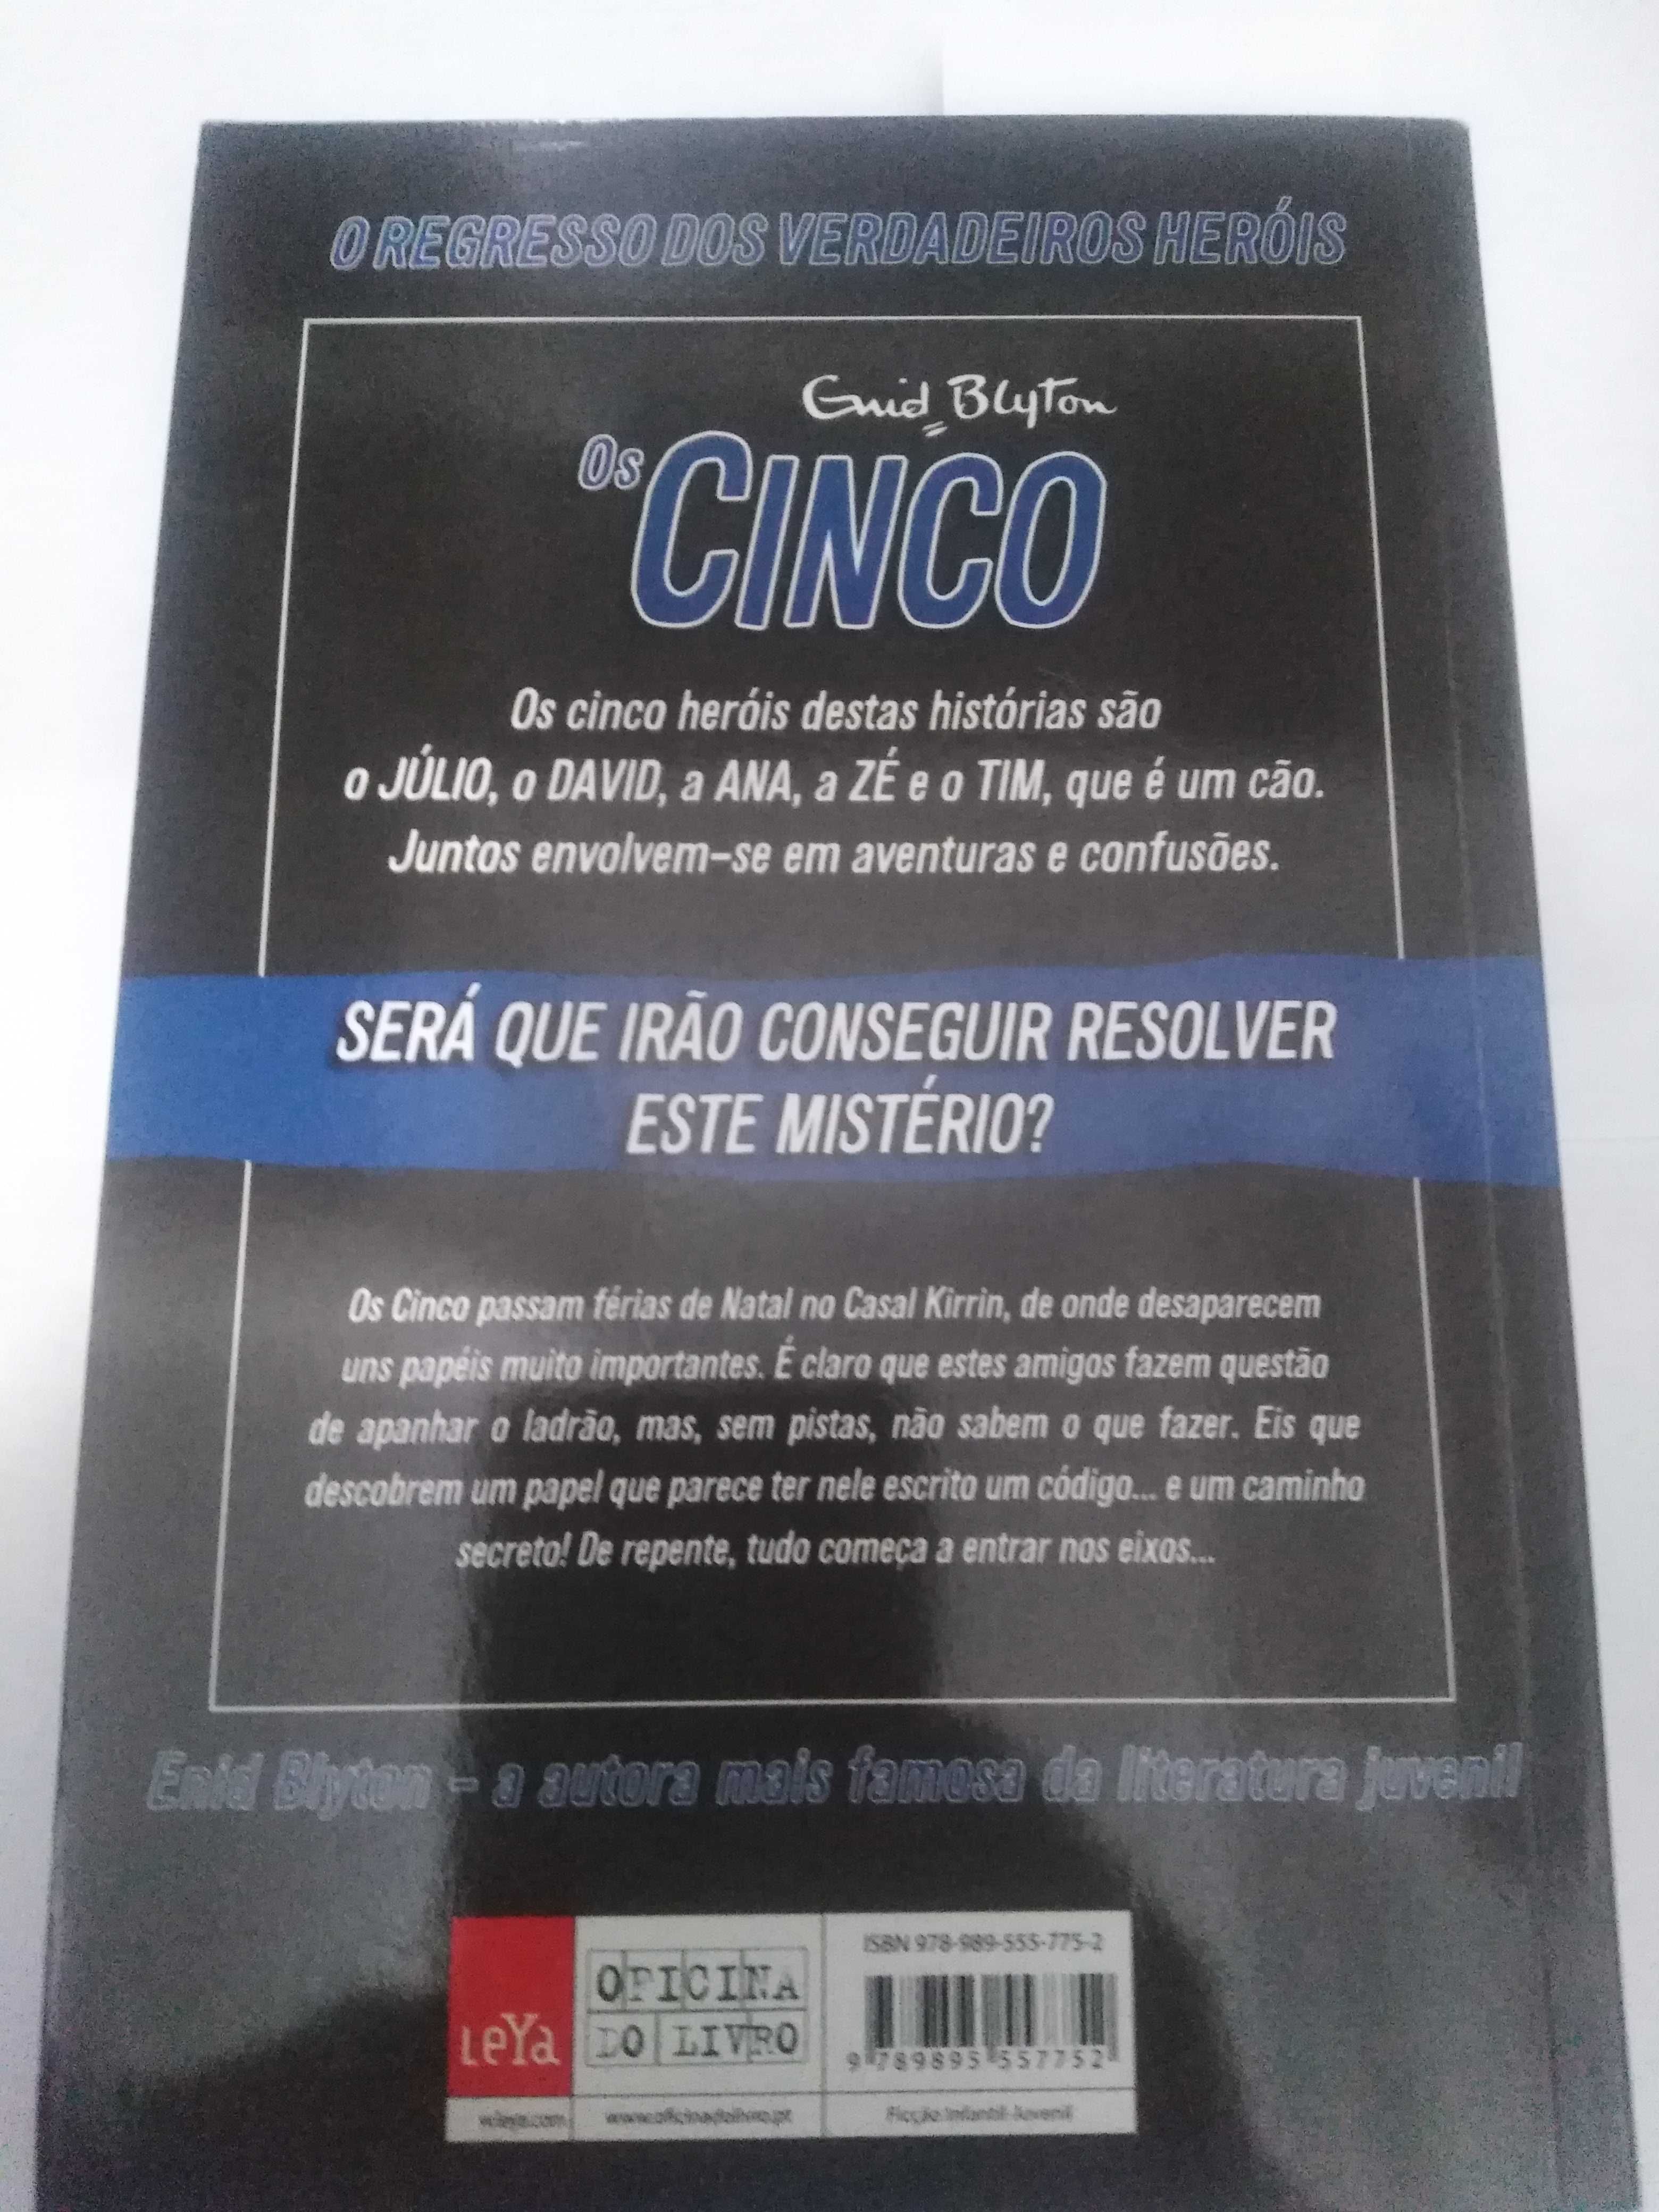 O REGRESSO DOS VERDADEIROS HERÓIS
Enid Blyton
Os CINCO
Os cinco heróis destas histórias são
o JÚLIO, o DAVID, a ANA, a ZÉ e o TIM, que é um cão.
Juntos envolvem-se em aventuras e confusões.
SERÁ QUE IRÃO CONSEGUIR RESOLVER
ESTE MISTÉRIO?
Os Cinco passam férias de Natal no Casal Kirrin, de onde desaparecem
uns papéis muito importantes. É claro que estes amigos fazem questão
de apanhar o ladrão, mas, sem pistas, não sabem o que fazer. Eis que
descobrem um papel que parece ter nele escrito um código... e um caminho
secreto! De repente, tudo começa a entrar nos eixos...
Enid Blyton – a autora mais famosa da literatura juvenil
LeYa
OFICINA
DO LIVRO
ISBN 978-989-555-775-2
9 789895 557752
www.oficinadolivro.pt
Ficção Infantil-Juvenil